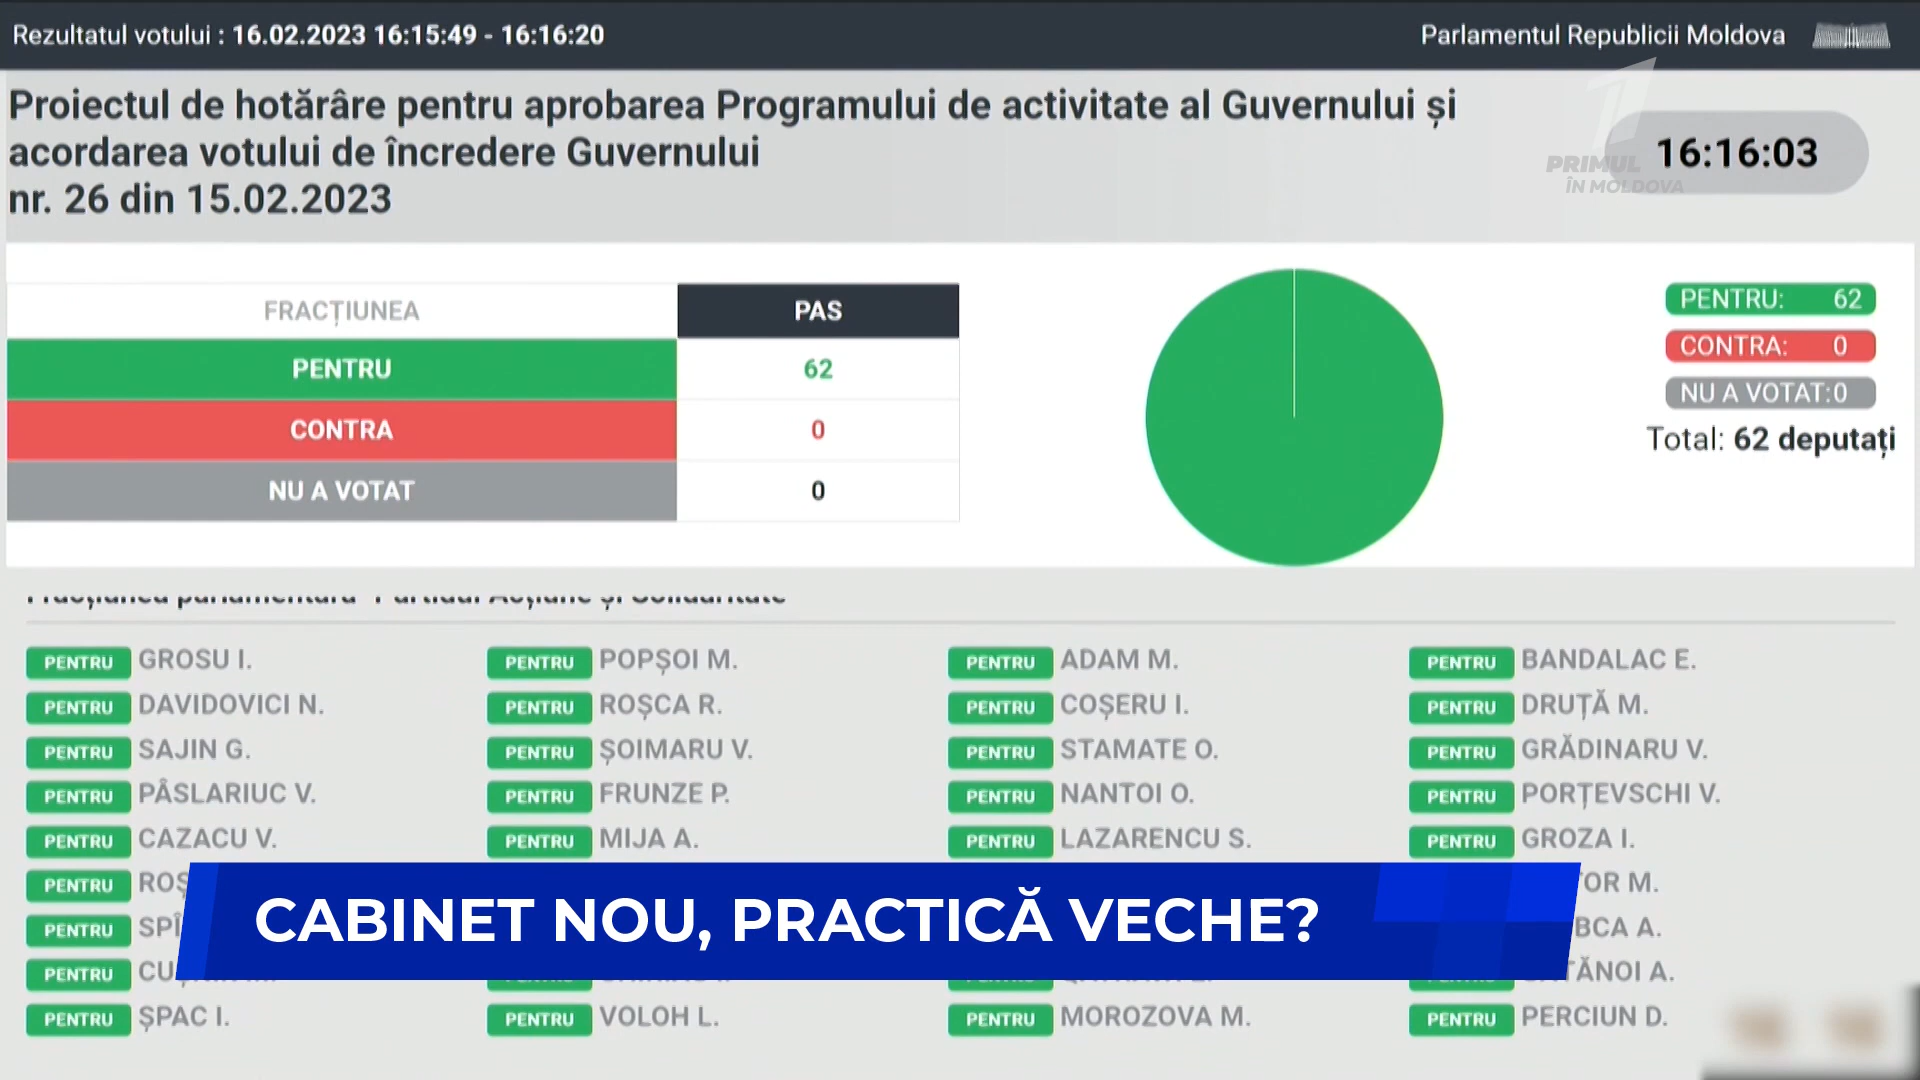 Rezultatul votului : 16.02.2023 16:15:49 - 16:16:20
Parlamentul Republicii Moldova
Proiectul de hotărâre pentru aprobarea Programului de activitate al Guvernului și
acordarea votului de încredere Guvernului
nr. 26 din 15.02.2023
16:16:03
PRIMUL
ÎN MOLDOVA
FRACȚIUNEA PAS
PENTRU 62
CONTRA 0
NU A VOTAT 0
PENTRU: 62
CONTRA: 0
NU A VOTAT: 0
Total: 62 deputați
Fracțiunea parlamentară "Partidul Acțiune și Solidaritate"
PENTRU GROSU I. PENTRU POPȘOI M. PENTRU ADAM M. PENTRU BANDALAC E.
PENTRU DAVIDOVICI N. PENTRU ROȘCA R. PENTRU COȘERU I. PENTRU DRUȚĂ M.
PENTRU SAJIN G. PENTRU ȘOIMARU V. PENTRU STAMATE O. PENTRU GRĂDINARU V.
PENTRU PÂSLARIUC V. PENTRU FRUNZE P. PENTRU NANTOI O. PENTRU PORȚEVSCHI V.
PENTRU CAZACU V. PENTRU MIJA A. PENTRU LAZARENCU S. PENTRU GROZA I.
PENTRU M.
PENTRU A.
PENTRU A.
PENTRU ȘPAC I. PENTRU VOLOH L. PENTRU MOROZOVA M. PENTRU PERCIUN D.
CABINET NOU, PRACTICĂ VECHE?